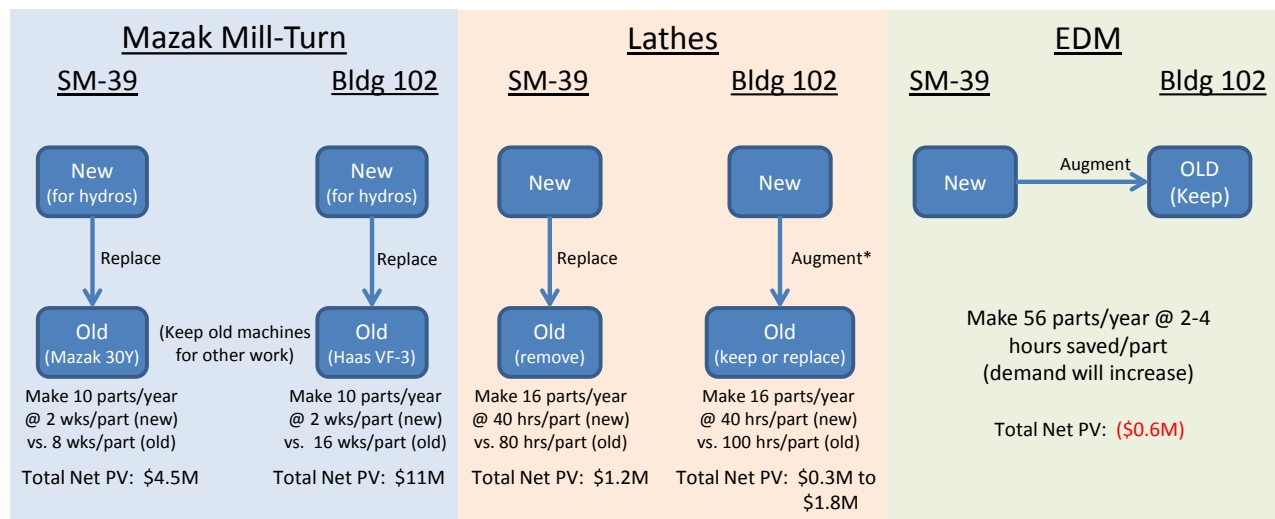 Mazak Mill-Turn
SM-39
Bldg 102
New
(for hydros)
New
(for hydros)
Replace
Replace
Old
(Mazak 30Y)
(Keep old machines
for other work)
Old
(Haas VF-3)
Make 10 parts/year
@ 2 wks/part (new)
vs. 8 wks/part (old)
Total Net PV:  $4.5M
Make 10 parts/year
@ 2 wks/part (new)
vs.  16 wks/part (old)
Total Net PV:  $11M
Lathes
SM-39
Bldg 102
New
New
Replace
Augment*
Old
(remove)
Old
(keep or replace)
Make 16 parts/year
@ 40 hrs/part (new)
vs. 80 hrs/part (old)
Total Net PV:  $1.2M
Make 16 parts/year
@ 40 hrs/part (new)
vs. 100 hrs/part (old)
Total Net PV:  $0.3M to
$1.8M
EDM
SM-39
Bldg 102
New
Augment
OLD
(Keep)
Make 56 parts/year @ 2-4
hours saved/part
(demand will increase)
Total Net PV:  ($0.6M)